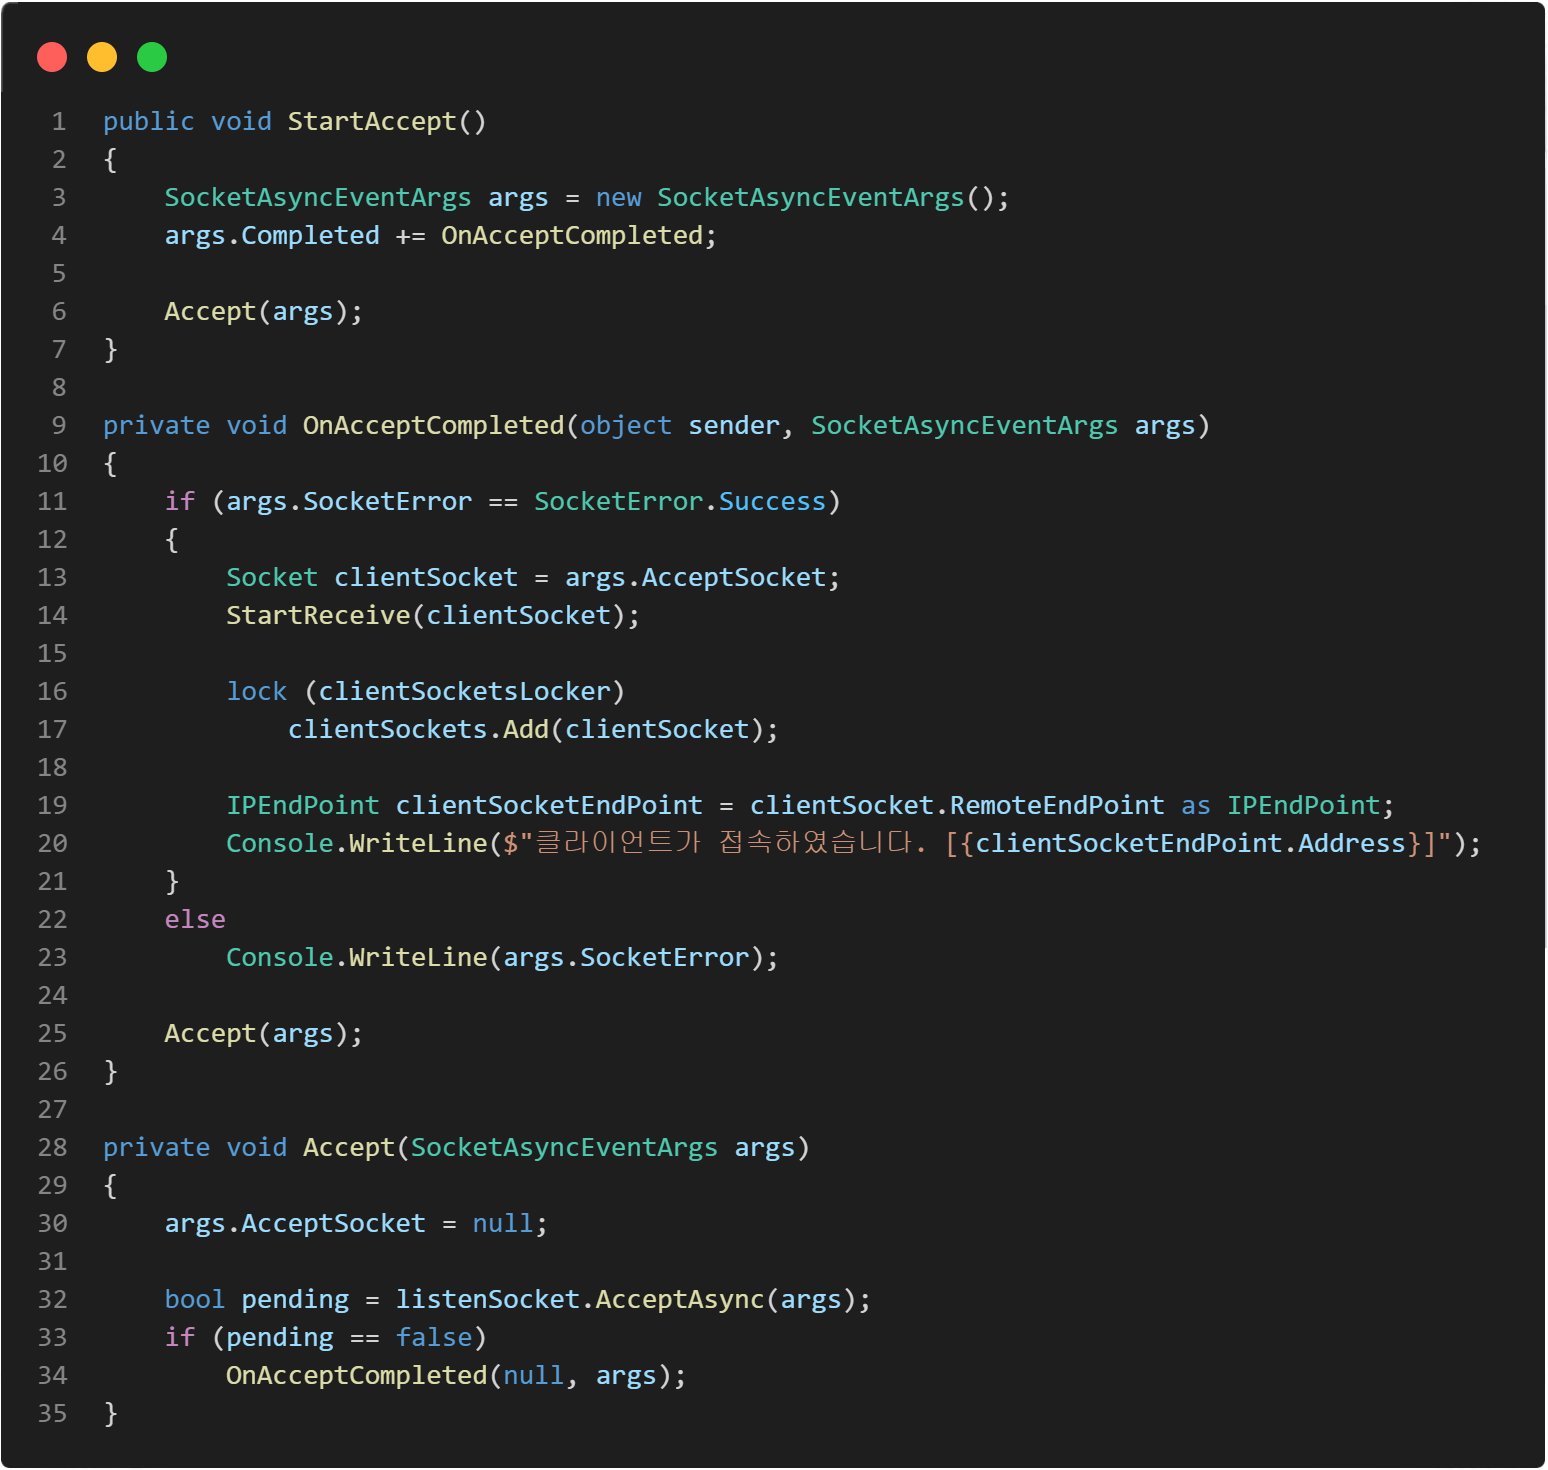 1 public void StartAccept()
2 {
3     SocketAsyncEventArgs args = new SocketAsyncEventArgs();
4     args.Completed += OnAcceptCompleted;
5
6     Accept(args);
7 }
8
9 private void OnAcceptCompleted(object sender, SocketAsyncEventArgs args)
10 {
11     if (args.SocketError == SocketError.Success)
12     {
13         Socket clientSocket = args.AcceptSocket;
14         StartReceive(clientSocket);
15
16         lock (clientSocketsLocker)
17             clientSockets.Add(clientSocket);
18
19         IPEndPoint clientSocketEndPoint = clientSocket.RemoteEndPoint as IPEndPoint;
20         Console.WriteLine($"클라이언트가 접속하였습니다. [{clientSocketEndPoint.Address}]");
21     }
22     else
23         Console.WriteLine(args.SocketError);
24
25     Accept(args);
26 }
27
28 private void Accept(SocketAsyncEventArgs args)
29 {
30     args.AcceptSocket = null;
31
32     bool pending = listenSocket.AcceptAsync(args);
33     if (pending == false)
34         OnAcceptCompleted(null, args);
35 }